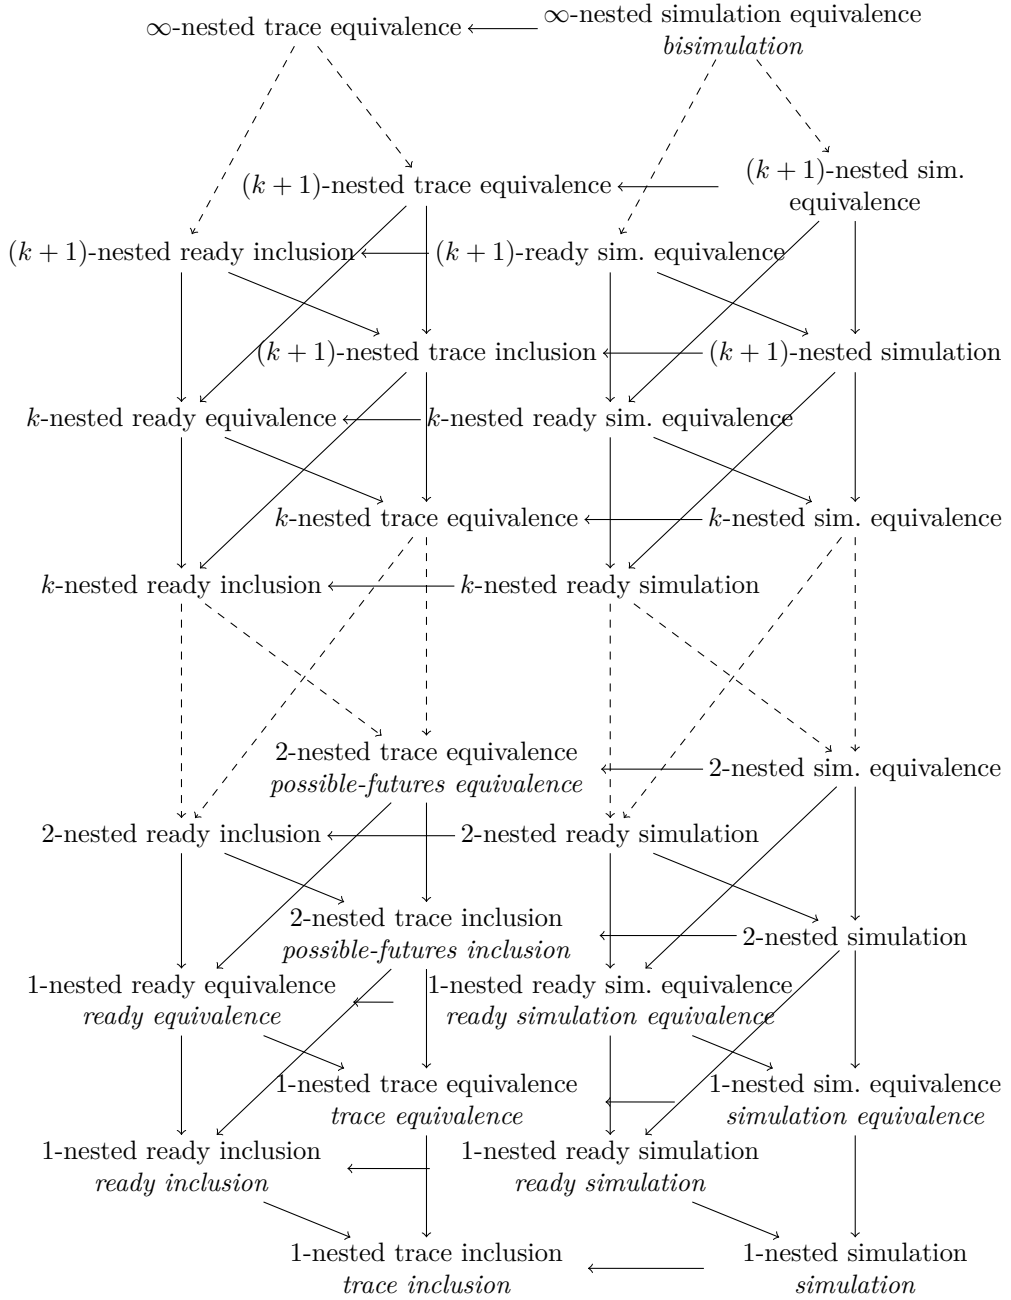 ∞-nested trace equivalence
∞-nested simulation equivalence
bisimulation
(k + 1)-nested trace equivalence
(k + 1)-nested sim.
equivalence
(k + 1)-nested ready inclusion
(k + 1)-ready sim. equivalence
(k + 1)-nested trace inclusion
(k + 1)-nested simulation
k-nested ready equivalence
k-nested ready sim. equivalence
k-nested trace equivalence
k-nested sim. equivalence
k-nested ready inclusion
k-nested ready simulation
2-nested trace equivalence
possible-futures equivalence
2-nested sim. equivalence
2-nested ready inclusion
2-nested ready simulation
2-nested trace inclusion
possible-futures inclusion
2-nested simulation
1-nested ready equivalence
ready equivalence
1-nested ready sim. equivalence
ready simulation equivalence
1-nested trace equivalence
trace equivalence
1-nested sim. equivalence
simulation equivalence
1-nested ready inclusion
ready inclusion
1-nested ready simulation
ready simulation
1-nested trace inclusion
trace inclusion
1-nested simulation
simulation